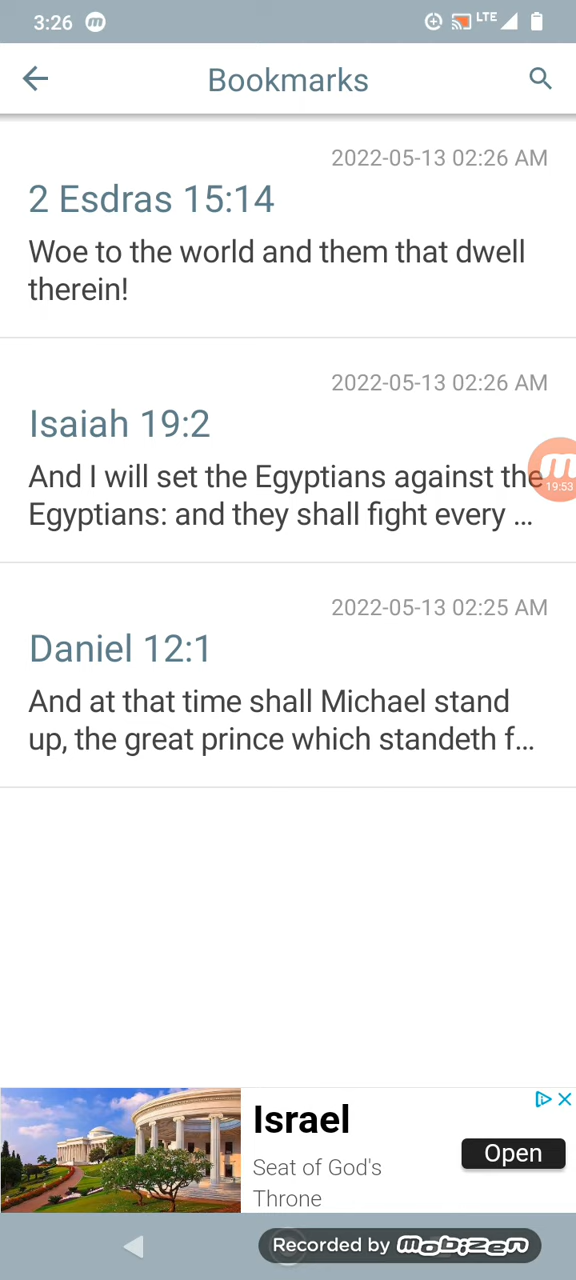 3:26
LTE
Bookmarks
2022-05-13 02:26 AM
2 Esdras 15:14
Woe to the world and them that dwell
therein!
2022-05-13 02:26 AM
Isaiah 19:2
And I will set the Egyptians against the
Egyptians: and they shall fight every ...
19:53
2022-05-13 02:25 AM
Daniel 12:1
And at that time shall Michael stand
up, the great prince which standeth f...
Israel
Seat of God's
Throne
Open
Recorded by mobizen